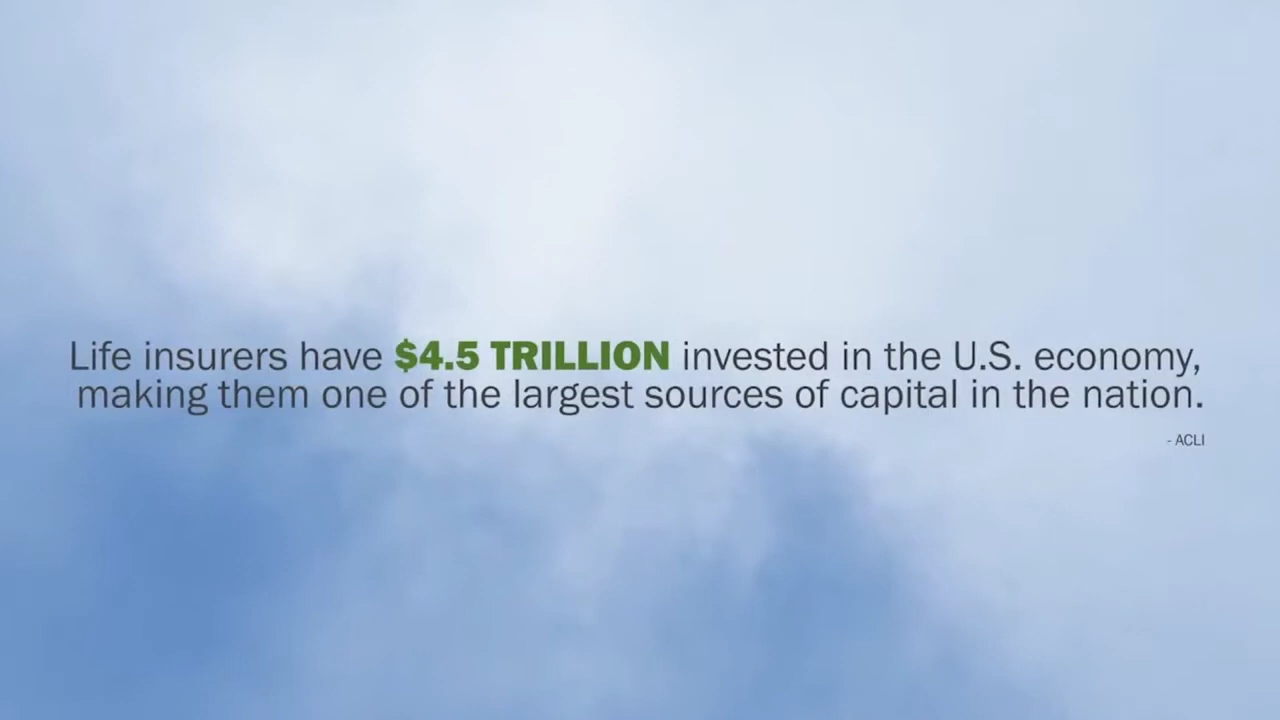 Life insurers have $4.5 TRILLION invested in the U.S. economy,
making them one of the largest sources of capital in the nation.
- ACLI